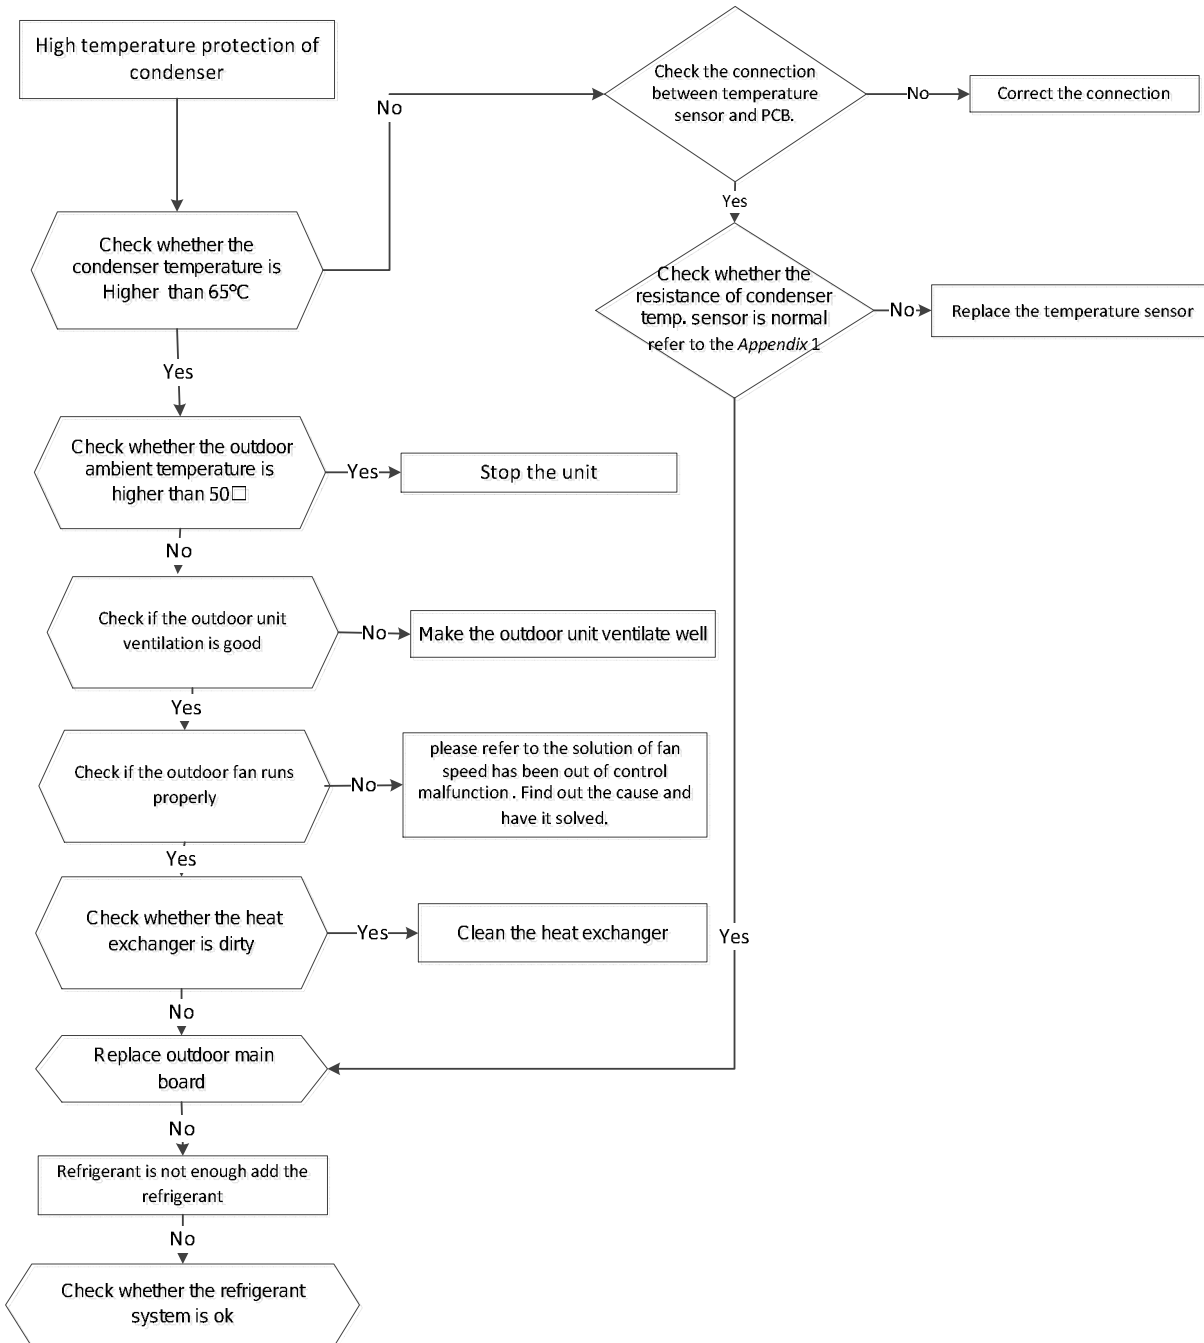 High temperature protection of
condenser
No
Check the connection
between temperature
sensor and PCB.
No
Correct the connection
Yes
Check whether the
condenser temperature is
Higher than 65℃
Check whether the
resistance of condenser
temp. sensor is normal
refer to the Appendix 1
No
Replace the temperature sensor
Yes
Check whether the outdoor
ambient temperature is
higher than 50□
Yes
Stop the unit
No
Check if the outdoor unit
ventilation is good
No
Make the outdoor unit ventilate well
Yes
Check if the outdoor fan runs
properly
No
please refer to the solution of fan
speed has been out of control
malfunction . Find out the cause and
have it solved.
Yes
Check whether the heat
exchanger is dirty
Yes
Clean the heat exchanger
Yes
No
Replace outdoor main
board
No
Refrigerant is not enough add the
refrigerant
No
Check whether the refrigerant
system is ok